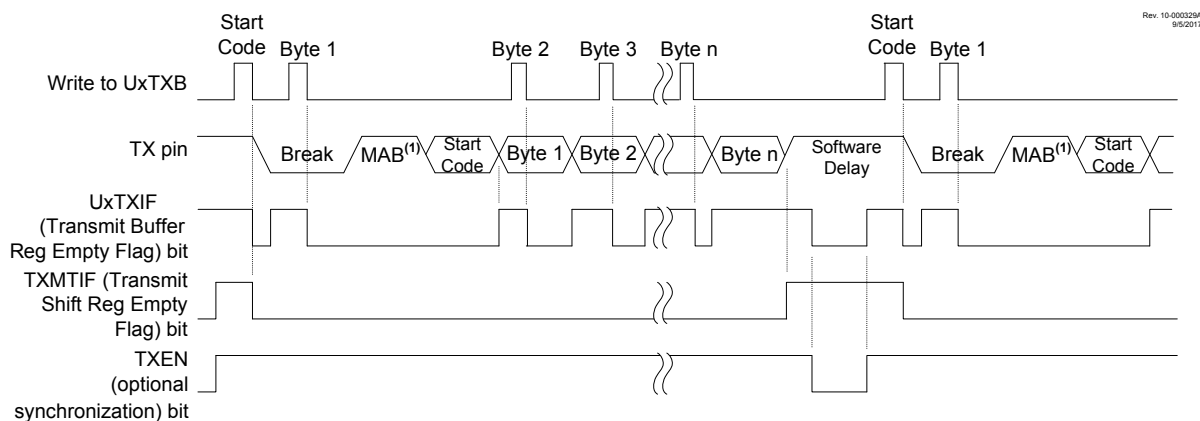 Rev. 10-000329A
9/5/2017
Start
Code
Byte 1
Byte 2
Byte 3
Byte n
Start
Code
Byte 1
Write to UxTXB
TX pin
Break
MAB(1)
Start
Code
Byte 1
Byte 2
Byte n
Software
Delay
Break
MAB(1)
Start
Code
UxTXIF
(Transmit Buffer
Reg Empty Flag) bit
TXMTIF (Transmit
Shift Reg Empty
Flag) bit
TXEN
(optional
synchronization) bit